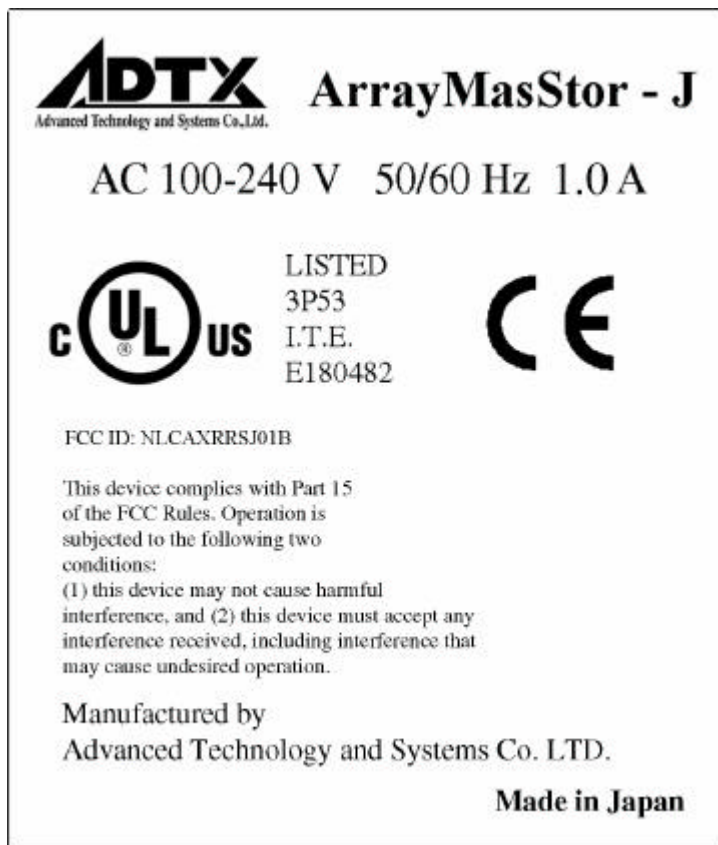 ADTX
Advanced Technology and Systems Co.,Ltd.
ArrayMasStor - J
AC 100-240 V 50/60 Hz 1.0 A
C UL ® US
LISTED
3P53
I.T.E.
E180482
CE
FCC ID: NLCAXRRSJ01B
This device complies with Part 15
of the FCC Rules. Operation is
subjected to the following two
conditions:
(1) this device may not cause harmful
interference, and (2) this device must accept any
interference received, including interference that
may cause undesired operation.
Manufactured by
Advanced Technology and Systems Co. LTD.
Made in Japan